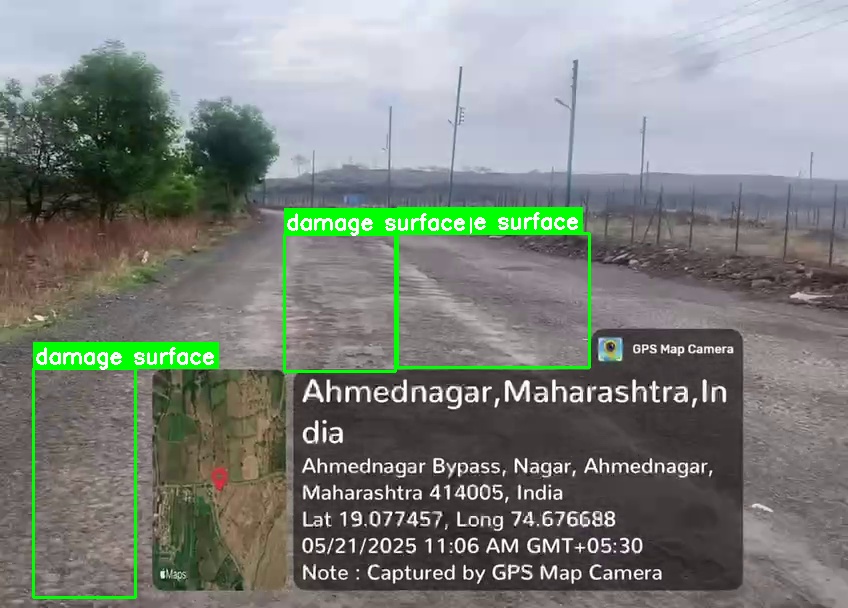 damage surface e surface
damage surface
GPS Map Camera
Ahmednagar,Maharashtra,In
dia
Ahmednagar Bypass, Nagar, Ahmednagar,
Maharashtra 414005, India
Lat 19.077457, Long 74.676688
05/21/2025 11:06 AM GMT+05:30
Note : Captured by GPS Map Camera
Maps